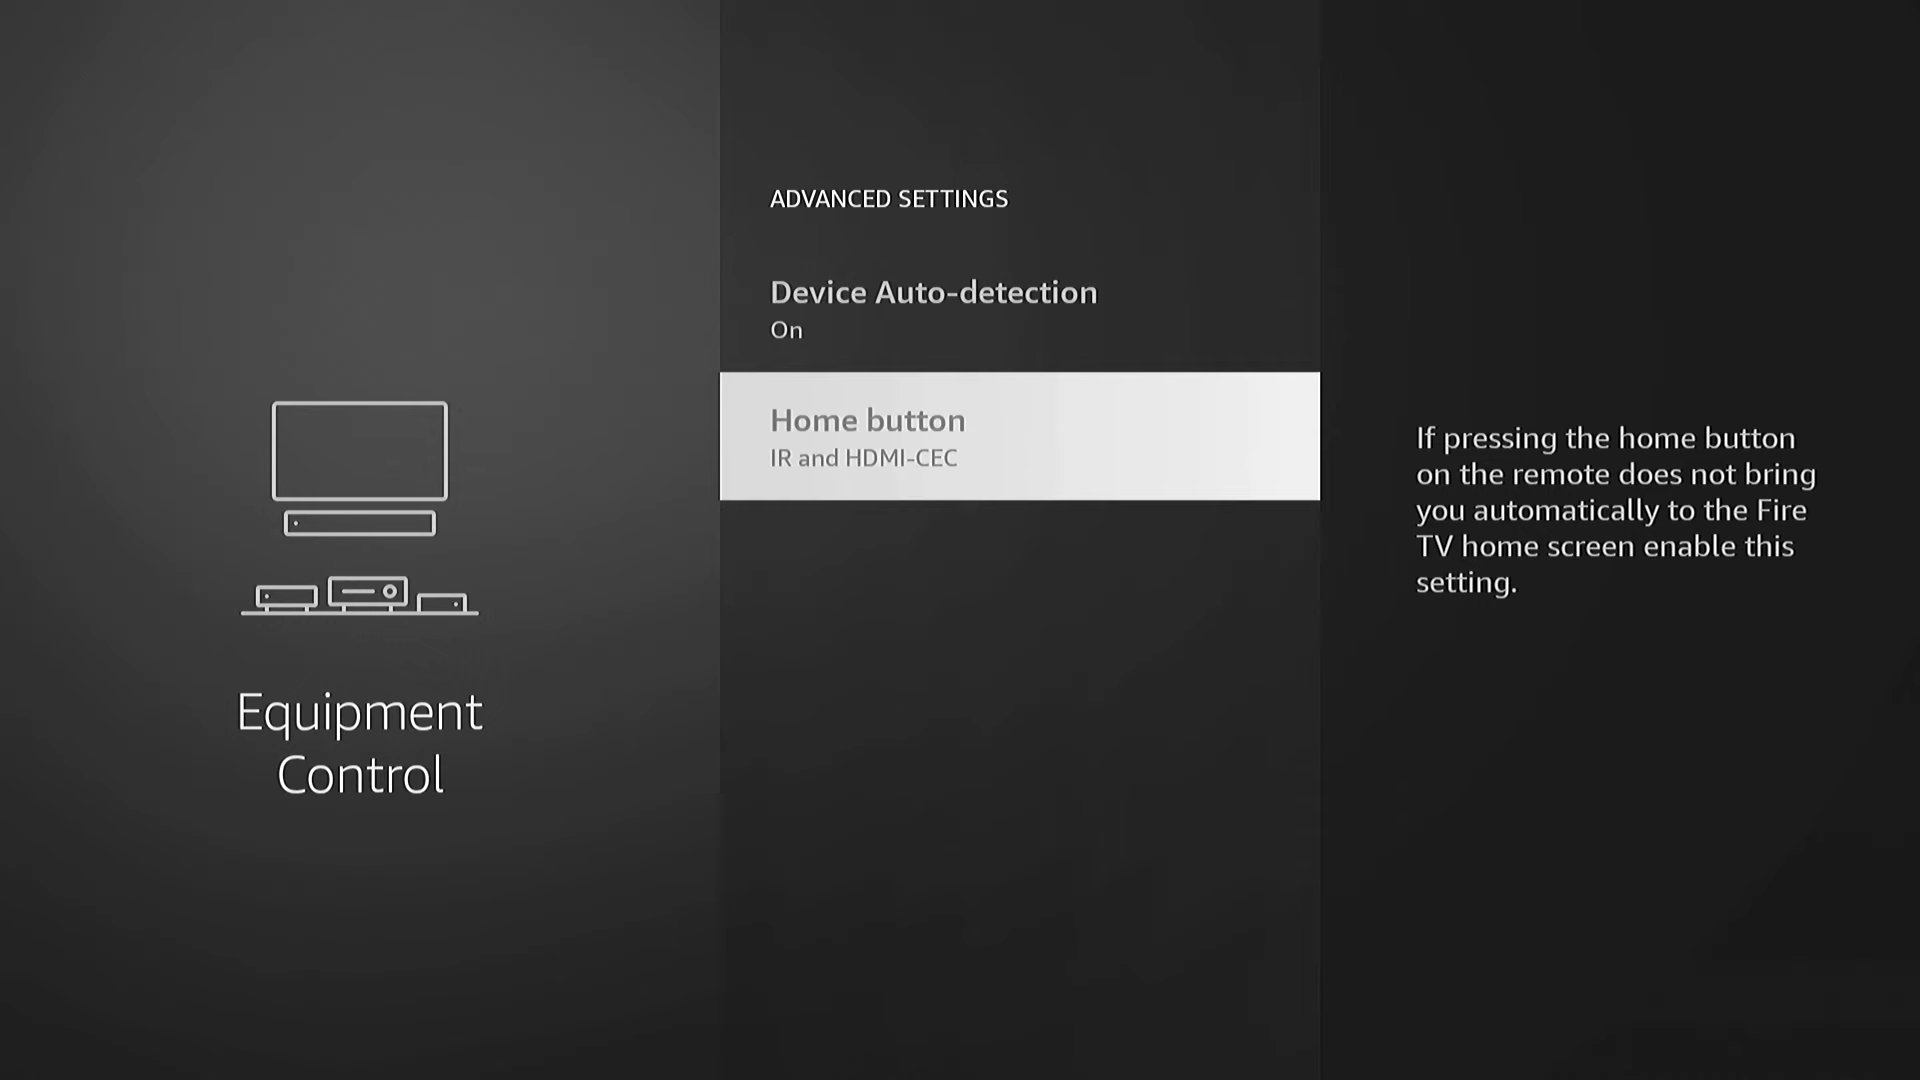 ADVANCED SETTINGS
Device Auto-detection
On
Home button
IR and HDMI-CEC
Equipment
Control
If pressing the home button
on the remote does not bring
you automatically to the Fire
TV home screen enable this
setting.